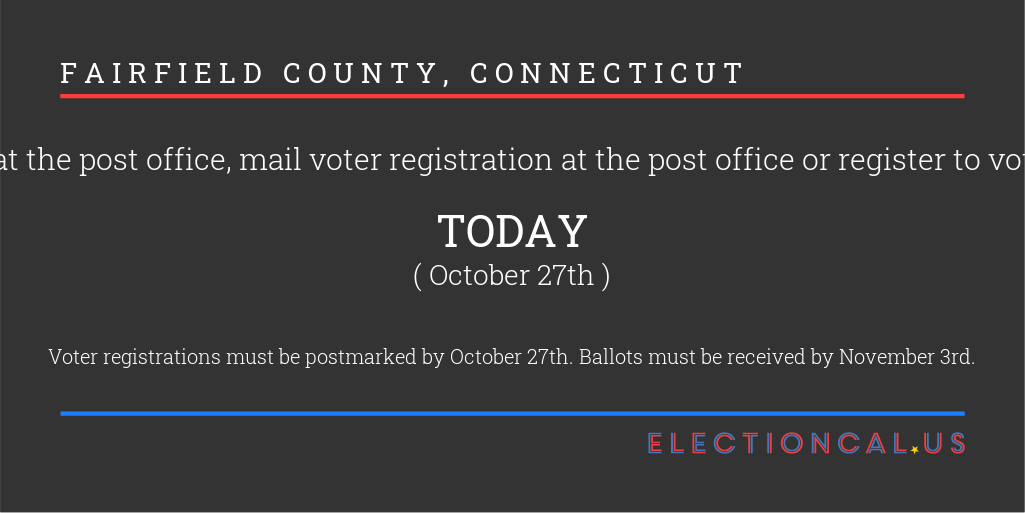 FAIRFIELD COUNTY, CONNECTICUT
at the post office, mail voter registration at the post office or register to vo
TODAY
( October 27th )
Voter registrations must be postmarked by October 27th. Ballots must be received by November 3rd.
ELECTIONCAL.US